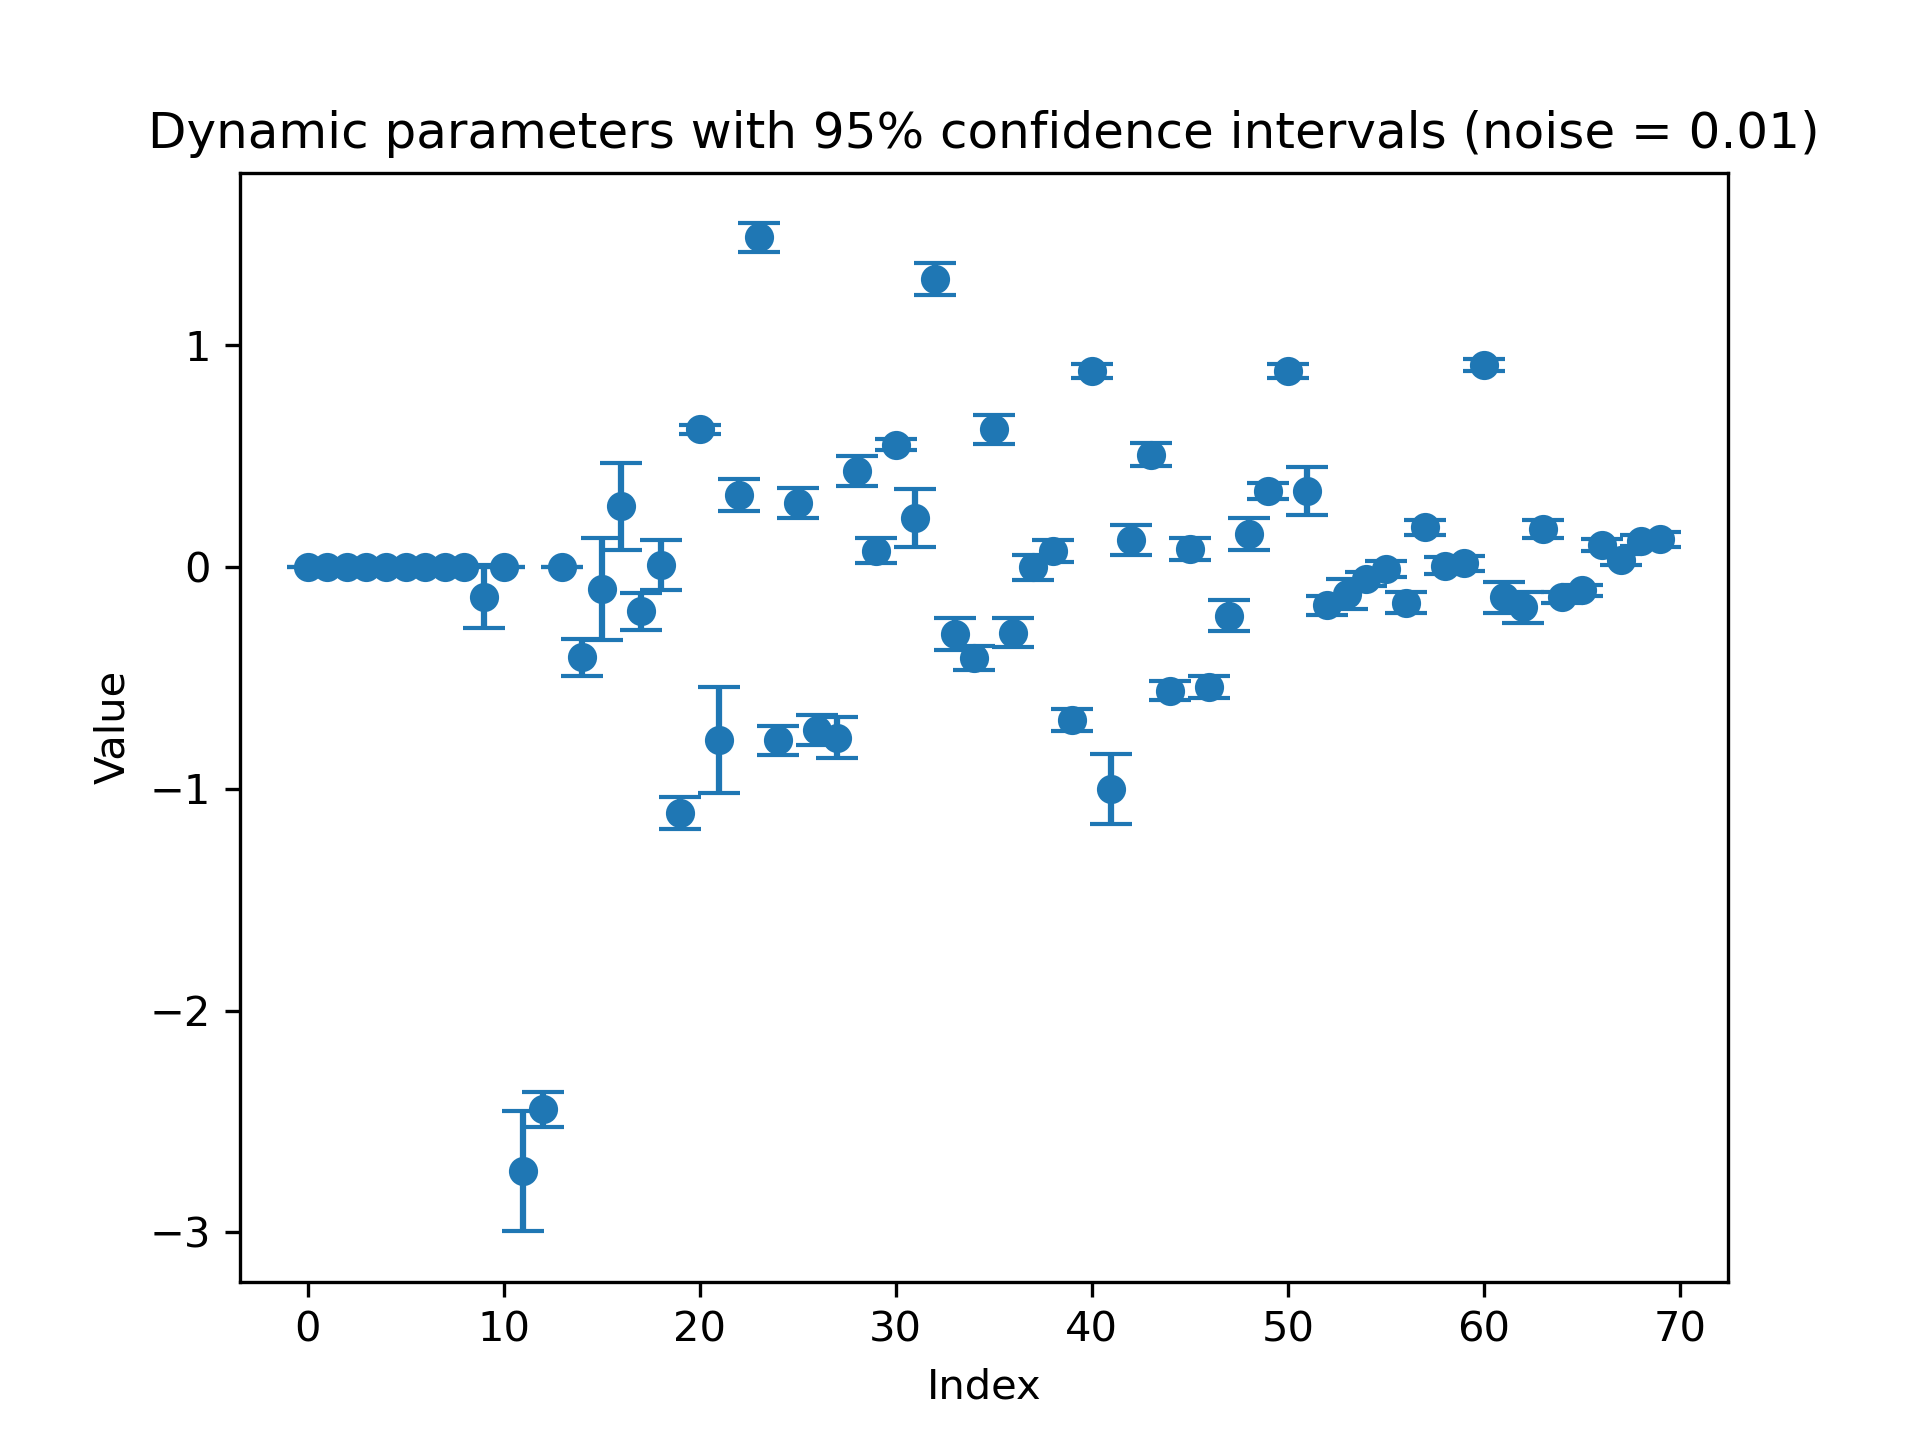 Dynamic parameters with 95% confidence intervals (noise = 0.01)
1
0
−1
−2
−3
Value
0 10 20 30 40 50 60 70
Index